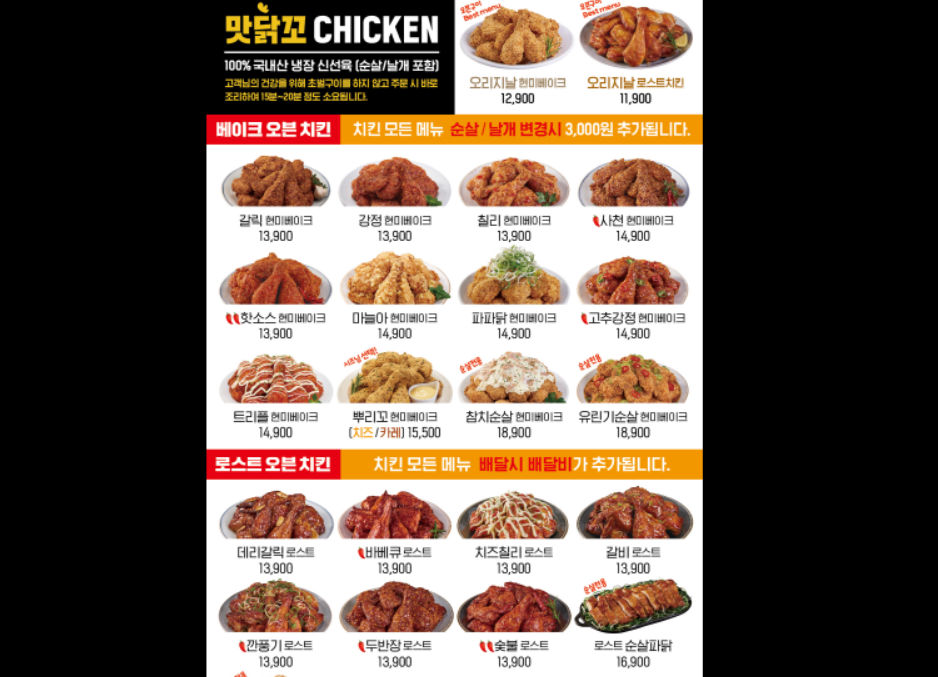 맛닭꼬 CHICKEN
100% 국내산 냉장 신선육 (순살/날개 포함)
고객님의 건강을 위해 초벌구이를 하지 않고 주문 시 바로
조리하여 15분~20분 정도 소요됩니다.
오븐구이
Best menu
오리지날 현미베이크
12,900
오븐구이
Best menu
오리지날 로스트치킨
11,900
베이크 오븐 치킨
치킨 모든 메뉴 순살 / 날개 변경시 3,000원 추가됩니다.
갈릭 현미베이크
13,900
강정 현미베이크
13,900
칠리 현미베이크
13,900
사천 현미베이크
14,900
핫소스 현미베이크
13,900
마늘아 현미베이크
14,900
파파닭 현미베이크
14,900
고추강정 현미베이크
14,900
트리플 현미베이크
14,900
시즈닝 선택!
뿌리꼬 현미베이크
(치즈/카레) 15,500
순살전용
참치순살 현미베이크
18,900
순살전용
유린기순살 현미베이크
18,900
로스트 오븐 치킨
치킨 모든 메뉴 배달시 배달비가 추가됩니다.
데리갈릭 로스트
13,900
바베큐 로스트
13,900
치즈칠리 로스트
13,900
갈비 로스트
13,900
깐풍기 로스트
13,900
두반장 로스트
13,900
숯불 로스트
13,900
순살전용
로스트 순살파닭
16,900